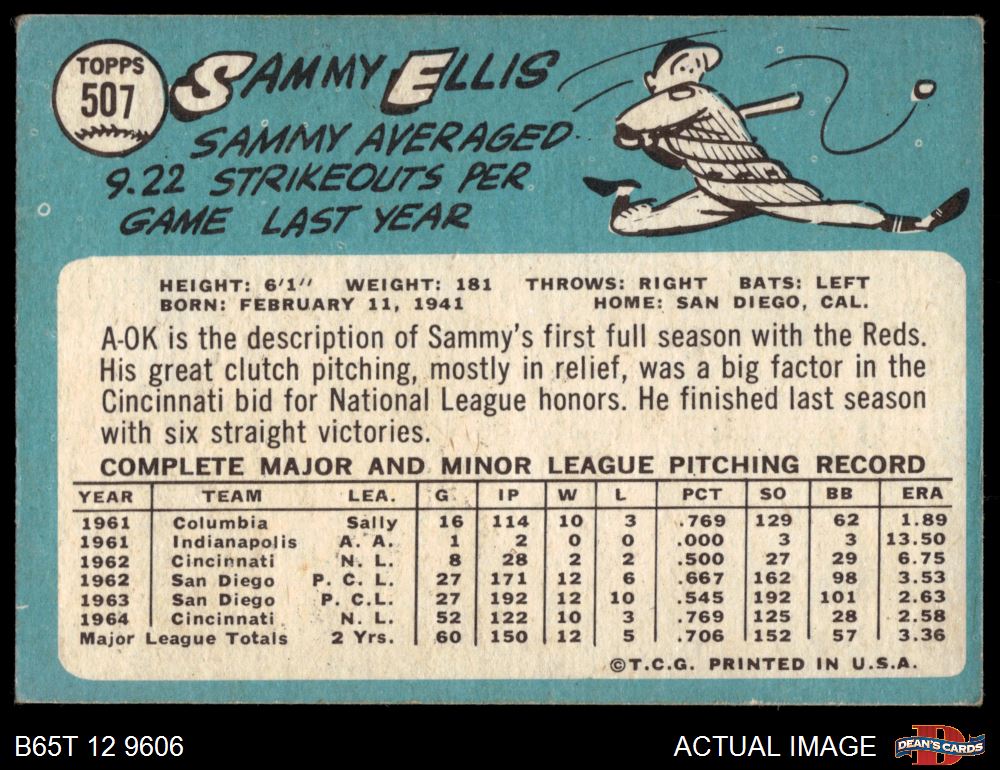 TOPPS
507
SAMMY ELLIS
SAMMY AVERAGED
9.22 STRIKEOUTS PER
GAME LAST YEAR
HEIGHT: 6'1" WEIGHT: 181 THROWS: RIGHT BATS: LEFT
BORN: FEBRUARY 11, 1941 HOME: SAN DIEGO, CAL.
A-OK is the description of Sammy's first full season with the Reds.
His great clutch pitching, mostly in relief, was a big factor in the
Cincinnati bid for National League honors. He finished last season
with six straight victories.
COMPLETE MAJOR AND MINOR LEAGUE PITCHING RECORD
YEAR TEAM LEA. G IP W L PCT SO BB ERA
1961 Columbia Sally 16 114 10 3 .769 129 62 1.89
1961 Indianapolis A. A. 1 2 0 0 .000 3 3 13.50
1962 Cincinnati N. L. 8 28 2 2 .500 27 29 6.75
1962 San Diego P. C. L. 27 171 12 6 .667 162 98 3.53
1963 San Diego P. C.L. 27 192 12 10 .545 192 101 2.63
1964 Cincinnati N. L. 52 122 10 3 .769 125 28 2.58
Major League Totals 2 Yrs. 60 150 12 5 .706 152 57 3.36
©T.C.G. PRINTED IN U.S.A.
B65T 12 9606 ACTUAL IMAGE
DEAN'S CARDS